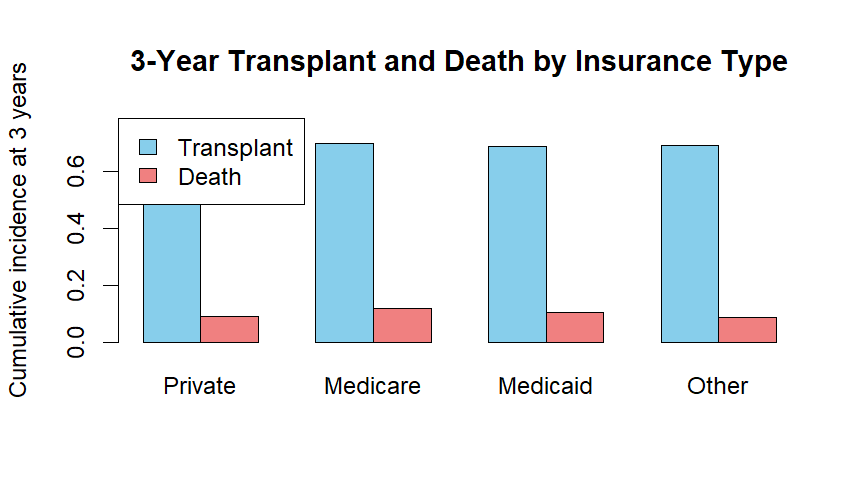 3-Year Transplant and Death by Insurance Type
Cumulative incidence at 3 years
Transplant
Death
0.6
0.4
0.2
0.0
Private Medicare Medicaid Other